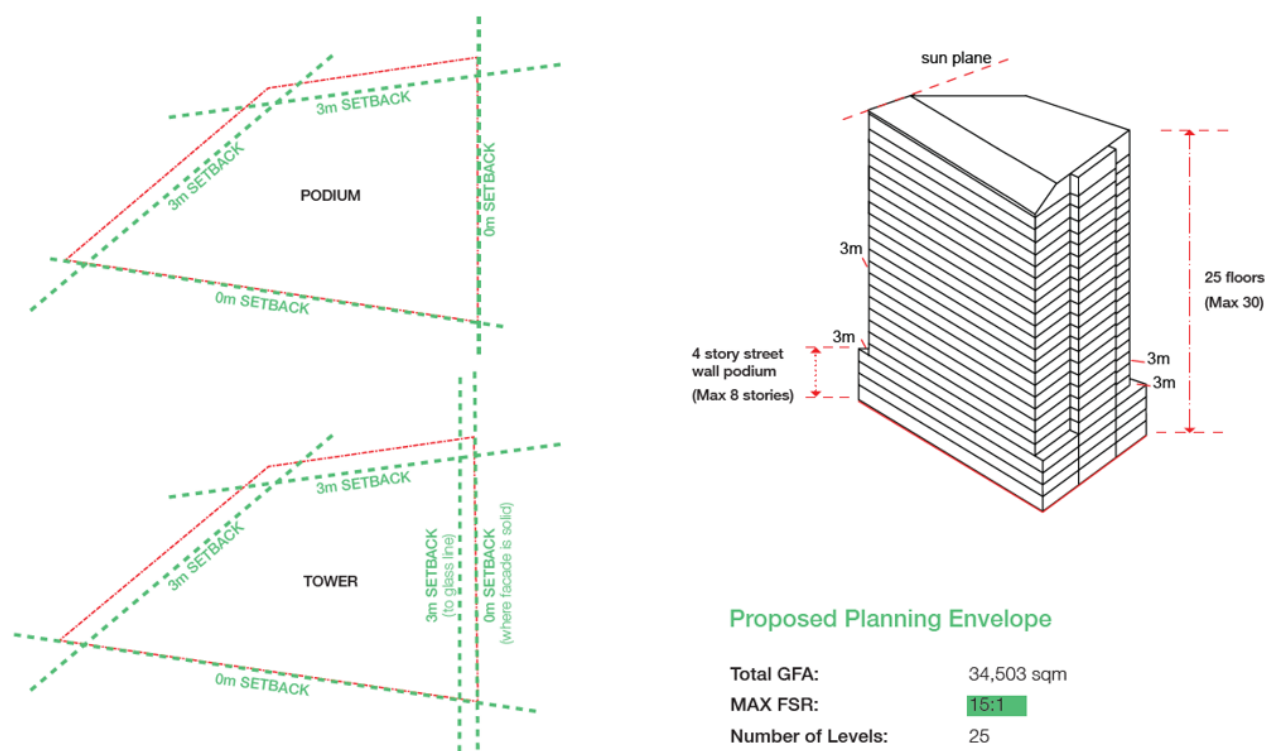 3m SETBACK
3m SETBACK
PODIUM
0m SETBACK
0m SETBACK
3m SETBACK
3m SETBACK
TOWER
3m SETBACK
(to glass line)
0m SETBACK
(where facade is solid)
0m SETBACK
sun plane
3m
3m
4 story street
wall podium
(Max 8 stories)
25 floors
(Max 30)
3m
3m
Proposed Planning Envelope
Total GFA: 34,503 sqm
MAX FSR: 15:1
Number of Levels: 25